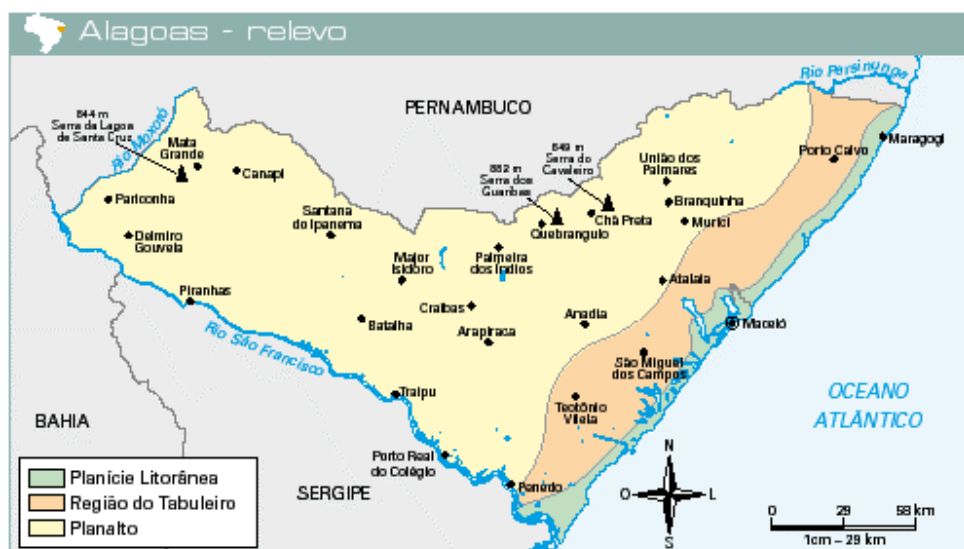 Alagoas - relevo
Rio Persinunga
PERNAMBUCO
844 m
Serra da Lagoa
de Santa Cruz
Rio Moxotó
Mata
Grande
Canapi
Pariconha
Delmiro
Gouveia
Piranhas
Santana
do Ipanema
Major
Isidoro
Batalha
Craíbas
Arapiraca
Palmeira
dos Índios
882 m
Serra dos
Guaribas
849 m
Serra do
Cavaleiro
Quebrangulo
Chã Preta
União dos
Palmares
Branquinha
Murici
Porto Calvo
Maragogi
Atalaia
Anadia
Maceió
São Miguel
dos Campos
Teotônio
Vilela
Rio São Francisco
Traipu
Porto Real
do Colégio
Penedo
OCEANO
ATLÂNTICO
BAHIA
SERGIPE
Planície Litorânea
Região do Tabuleiro
Planalto
N
O
L
S
0 29 58 km
1cm – 29 km